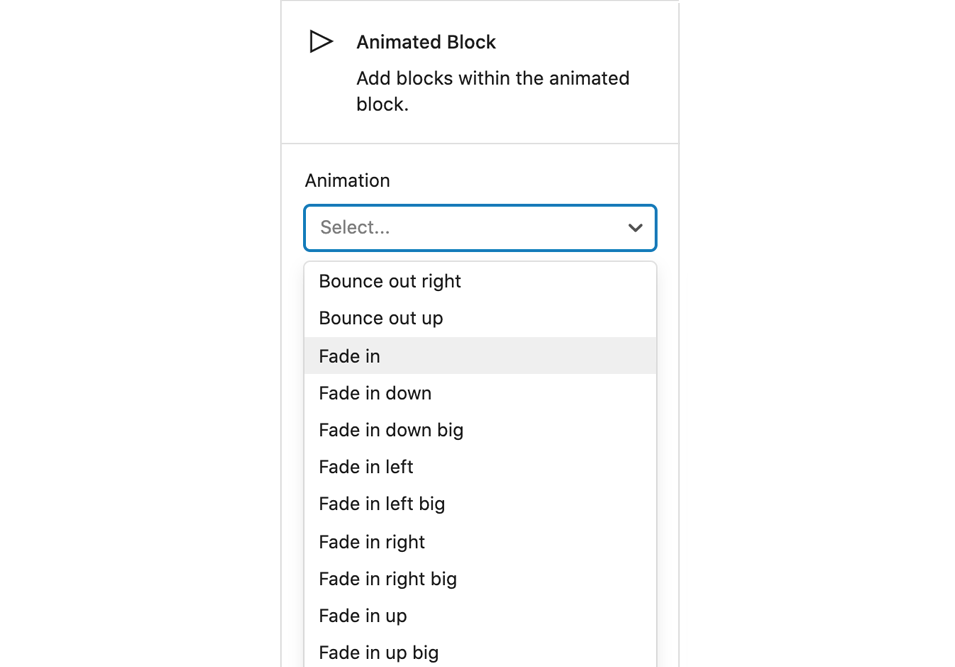 Animated Block
Add blocks within the animated
block.
Animation
Select...
Bounce out right
Bounce out up
Fade in
Fade in down
Fade in down big
Fade in left
Fade in left big
Fade in right
Fade in right big
Fade in up
Fade in up big